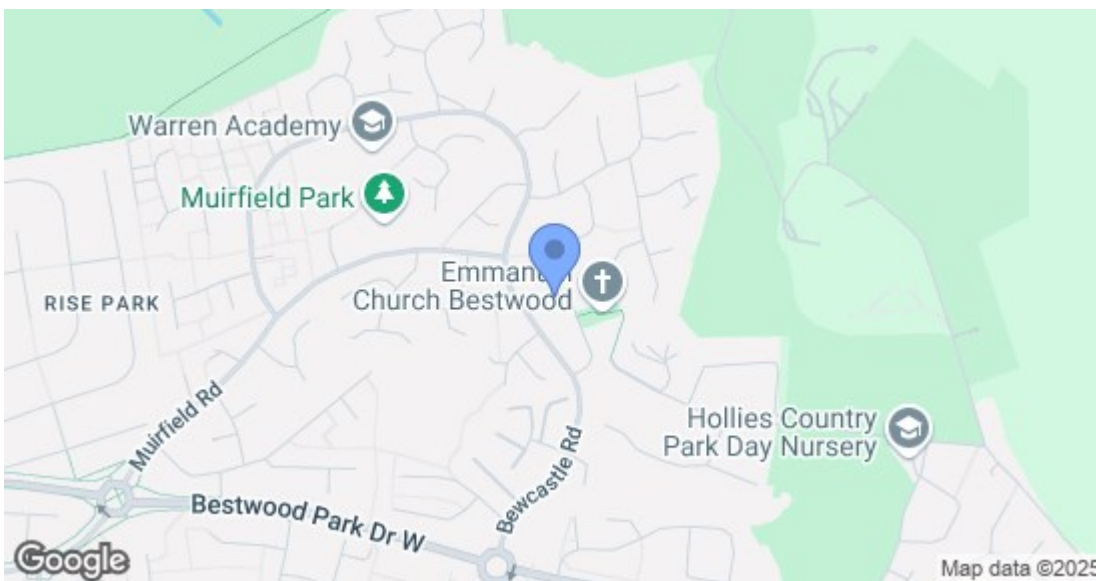 Warren Academy
Muirfield Park
Church Bestwood
RISE PARK
Muirfield Rd
Hollies Country
Park Day Nursery
Bewcastle Rd
Bestwood Park Dr W
Google
Map data ©2025